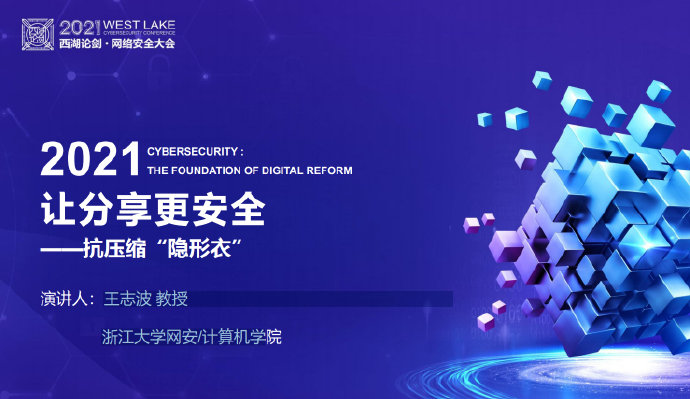 2021 WEST LAKE
CYBERSECURITY CONFERENCE
西湖论剑·网络安全大会
2021 CYBERSECURITY:
THE FOUNDATION OF DIGITAL REFORM
让分享更安全
——抗压缩“隐形衣”
演讲人：王志波 教授
浙江大学网安/计算机学院